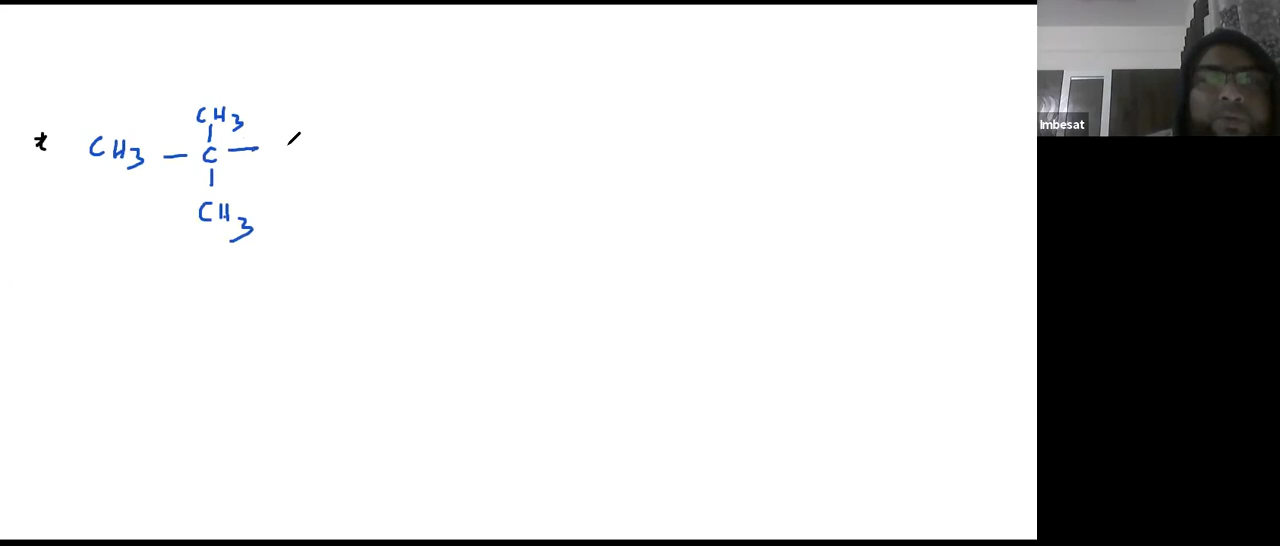 CH3
* CH3 – C –
CH3
Imbesat